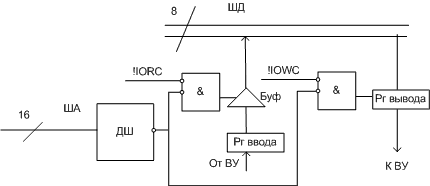 8
ШД
!IORC
&
!IOWC
&
Буф
Рг вывода
16
ША
ДШ
Рг ввода
От ВУ
К ВУ